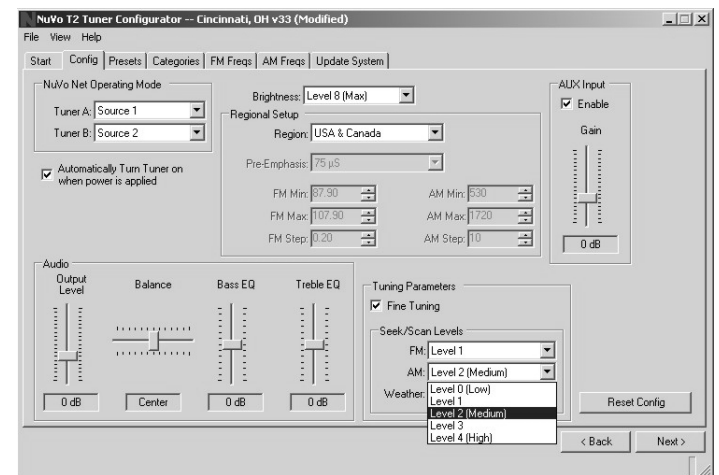 NuVo T2 Tuner Configurator -- Cincinnati, OH v33 (Modified)
File View Help
Start Config Presets Categories FM Freqs AM Freqs Update System
NuVo Net Operating Mode
Tuner A: Source 1
Tuner B: Source 2
Automatically Turn Tuner on
when power is applied
Brightness: Level 8 (Max)
Regional Setup
Region: USA & Canada
Pre-Emphasis: 75 µS
FM Min: 87.90 AM Min: 530
FM Max: 107.90 AM Max: 1720
FM Step: 0.20 AM Step: 10
AUX Input
Enable
Gain
0 dB
Audio
Output
Level
Balance Bass EQ Treble EQ
0 dB Center 0 dB 0 dB
Tuning Parameters
Fine Tuning
Seek/Scan Levels
FM: Level 1
AM: Level 2 (Medium)
Weather:
Level 0 (Low)
Level 1
Level 2 (Medium)
Level 3
Level 4 (High)
Reset Config
< Back Next >